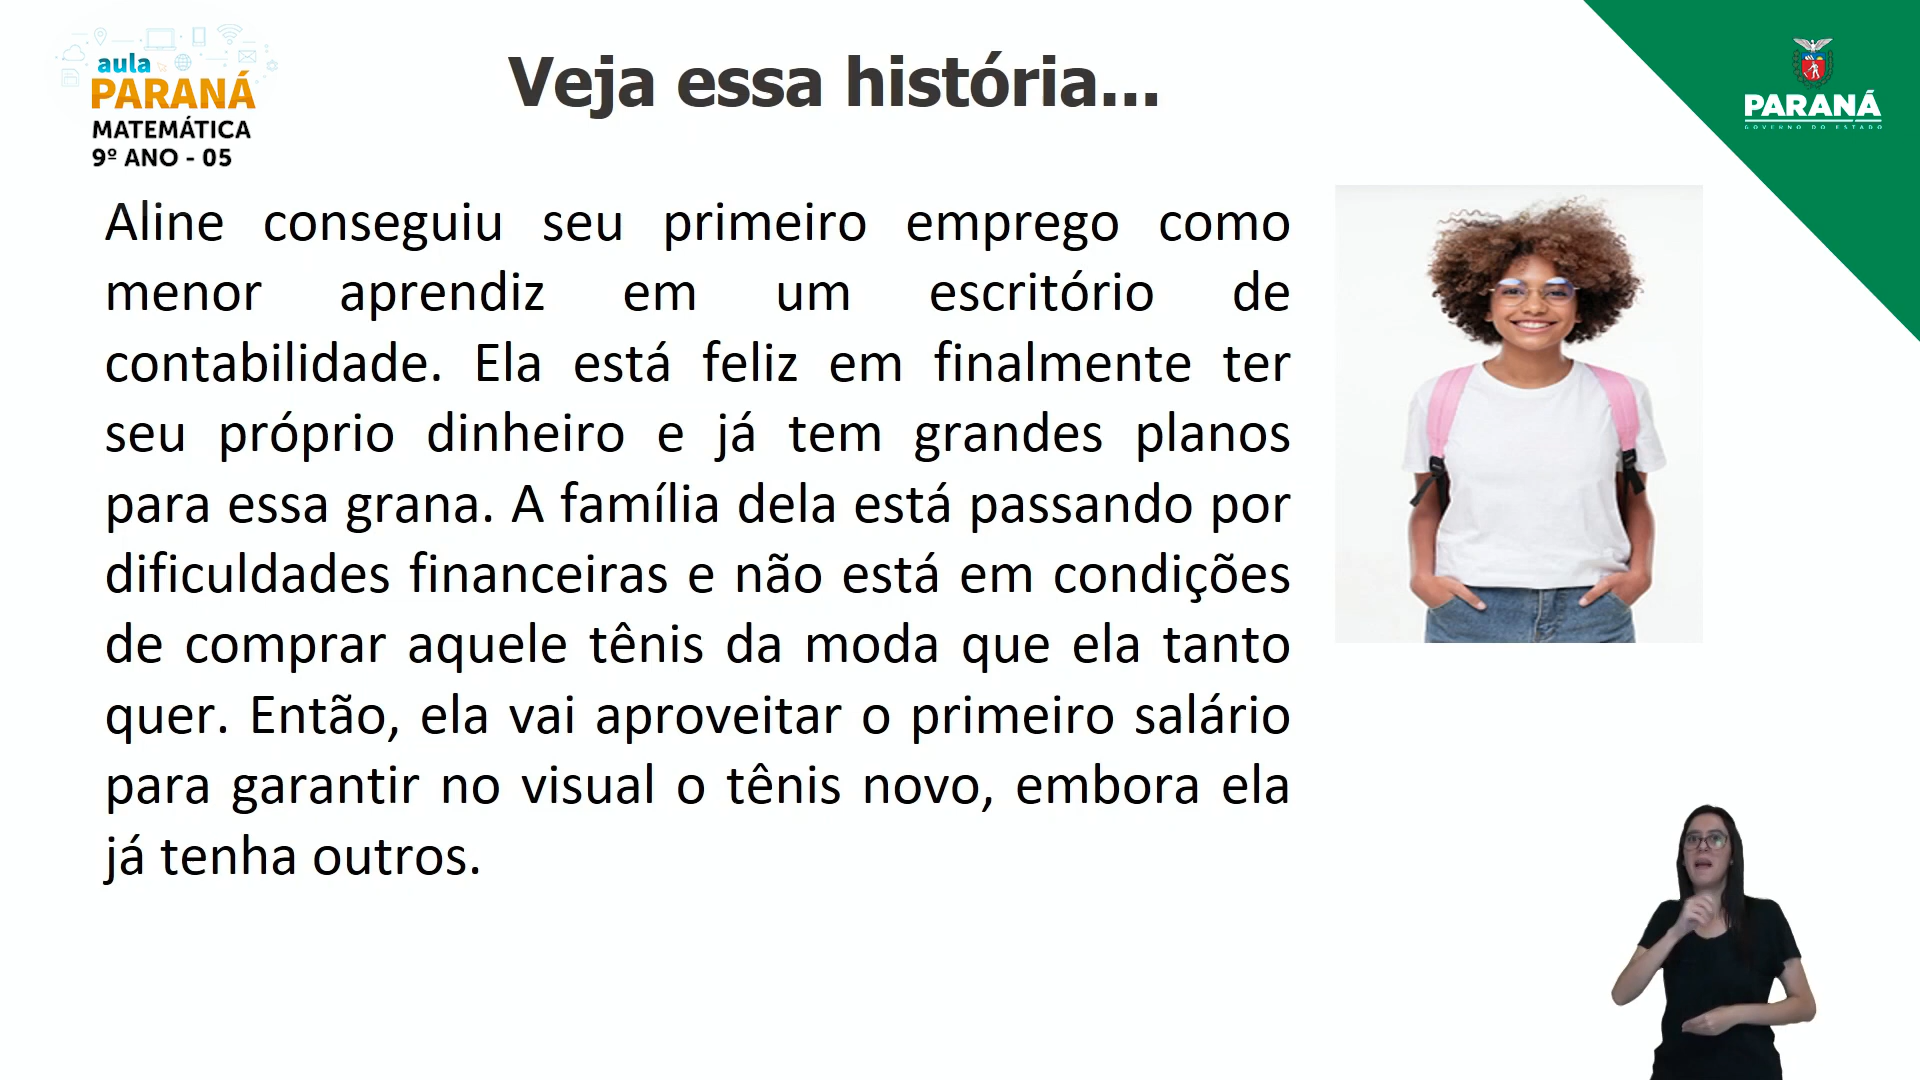 aula
PARANÁ
MATEMÁTICA
9º ANO - 05
Veja essa história...
PARANÁ
GOVERNO DO ESTADO
Aline conseguiu seu primeiro emprego como
menor aprendiz em um escritório de
contabilidade. Ela está feliz em finalmente ter
seu próprio dinheiro e já tem grandes planos
para essa grana. A família dela está passando por
dificuldades financeiras e não está em condições
de comprar aquele tênis da moda que ela tanto
quer. Então, ela vai aproveitar o primeiro salário
para garantir no visual o tênis novo, embora ela
já tenha outros.